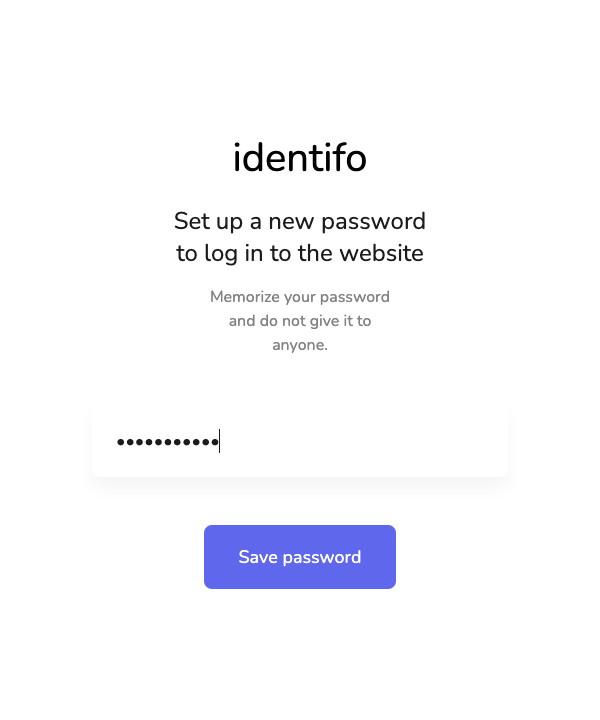 identifo
Set up a new password
to log in to the website
Memorize your password
and do not give it to
anyone.
•••••••••••
Save password